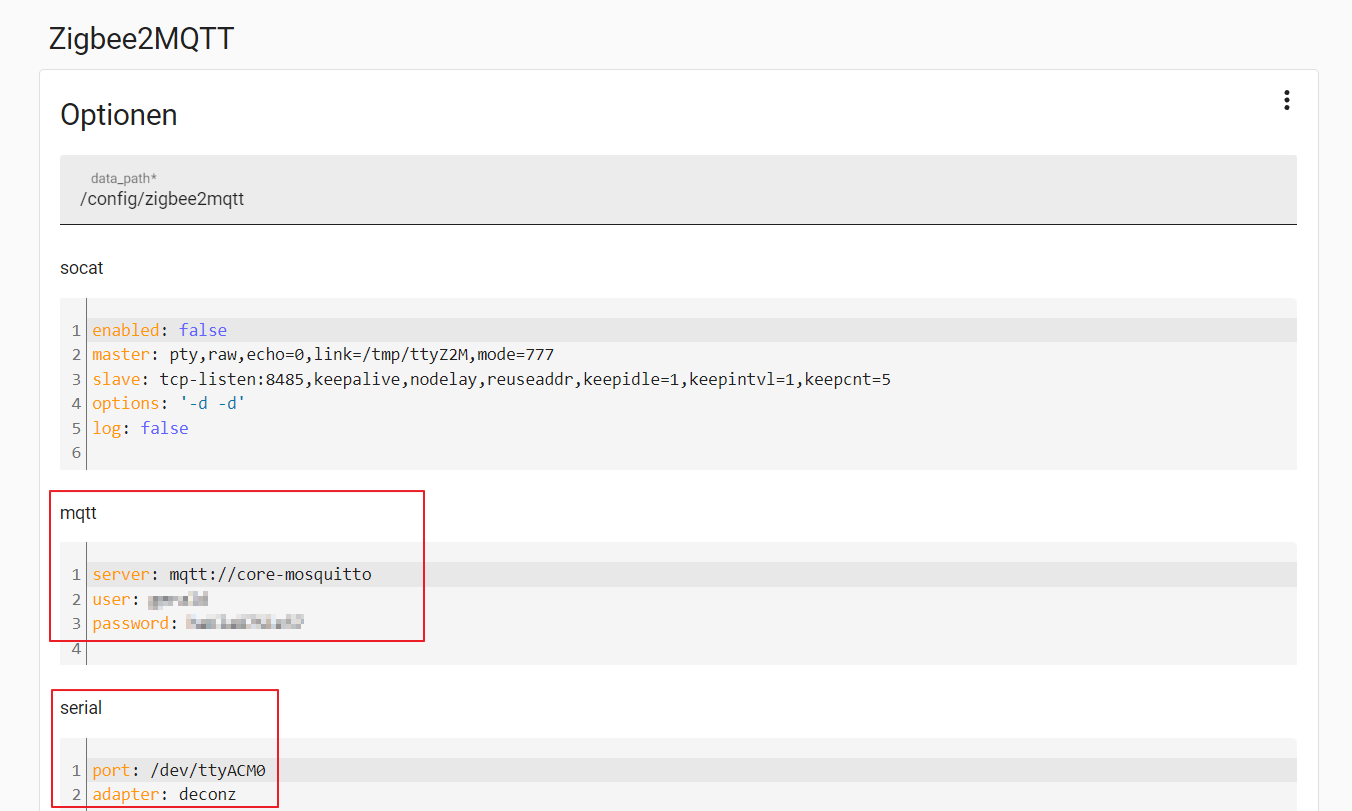 Zigbee2MQTT
Optionen
data_path*
/config/zigbee2mqtt
socat
1 enabled: false
2 master: pty,raw,echo=0,link=/tmp/ttyZ2M,mode=777
3 slave: tcp-listen:8485,keepalive,nodelay,reuseaddr,keepidle=1,keepintvl=1,keepcnt=5
4 options: '-d -d'
5 log: false
6
mqtt
1 server: mqtt://core-mosquitto
2 user:
3 password:
4
serial
1 port: /dev/ttyACM0
2 adapter: deconz